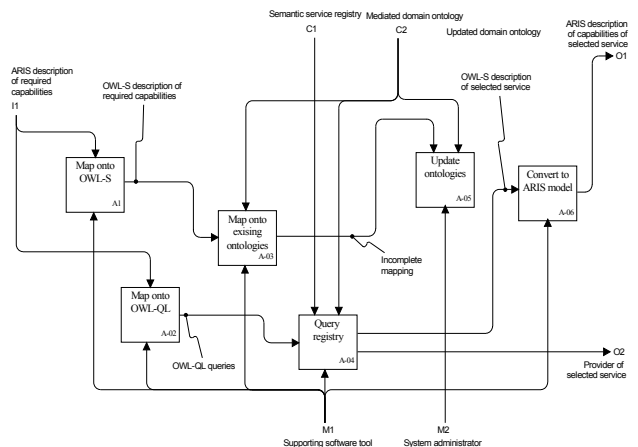 Semantic service registry
C1
Mediated domain ontology
C2
Updated domain ontology
ARIS description
of capabilities of
selected service
O1
ARIS description
of required
capabilities
I1
OWL-S description of
required capabilities
OWL-S description
of selected service
Map onto
OWL-S
A1
Update
ontologies
A-05
Convert to
ARIS model
A-06
Map onto
exising
ontologies
A-03
Incomplete
mapping
Map onto
OWL-QL
A-02
OWL-QL
queries
Query
registry
A-04
O2
Provider of
selected service
M1
Supporting software tool
M2
System administrator